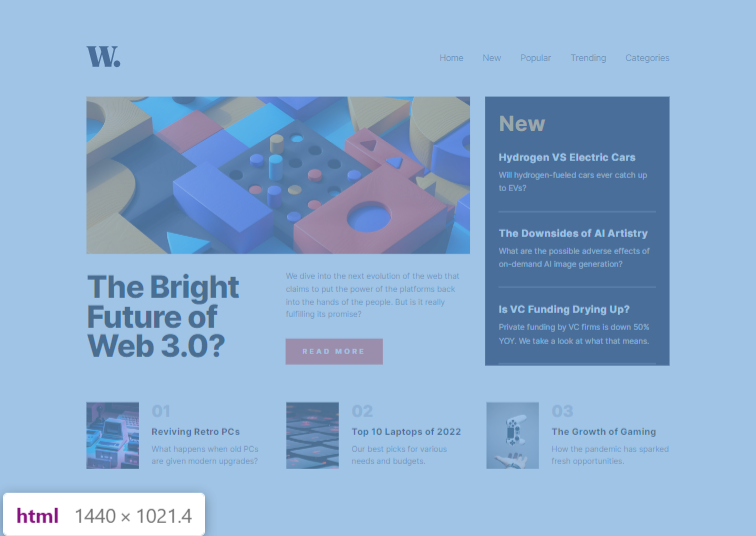 W.
Home New Popular Trending Categories
New
Hydrogen VS Electric Cars
Will hydrogen-fueled cars ever catch up
to EVs?
The Downsides of AI Artistry
What are the possible adverse effects of
on-demand AI image generation?
Is VC Funding Drying Up?
Private funding by VC firms is down 50%
YOY. We take a look at what that means.
The Bright
Future of
Web 3.0?
We dive into the next evolution of the web that
claims to put the power of the platforms back
into the hands of the people. But is it really
fulfilling its promise?
READ MORE
01
Reviving Retro PCs
What happens when old PCs
are given modern upgrades?
02
Top 10 Laptops of 2022
Our best picks for various
needs and budgets.
03
The Growth of Gaming
How the pandemic has sparked
fresh opportunities.
html 1440 × 1021.4